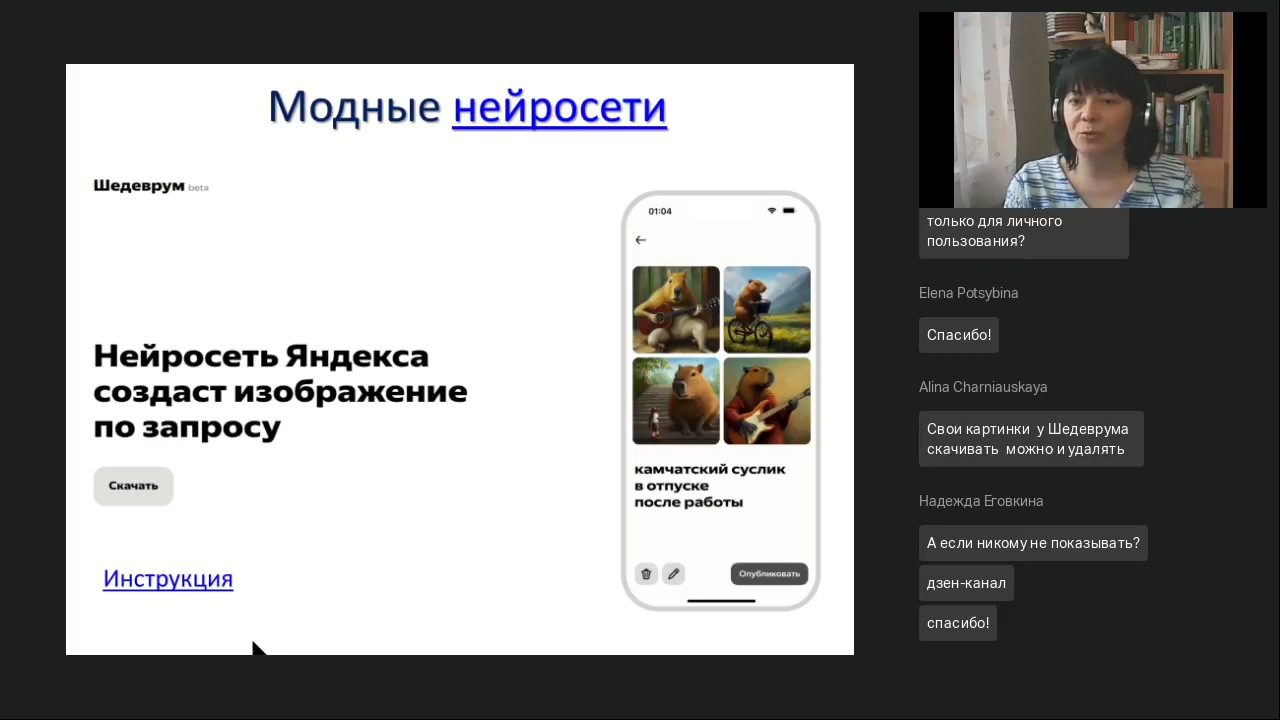 Модные нейросети
Шедеврум beta
Нейросеть Яндекса
создаст изображение
по запросу
Скачать
Инструкция
01:04
камчатский суслик
в отпуске
после работы
Опубликовать
только для личного
пользования?
Elena Potsybina
Спасибо!
Alina Charniauskaya
Свои картинки у Шедеврума
скачивать можно и удалять
Надежда Еговкина
А если никому не показывать?
дзен-канал
спасибо!